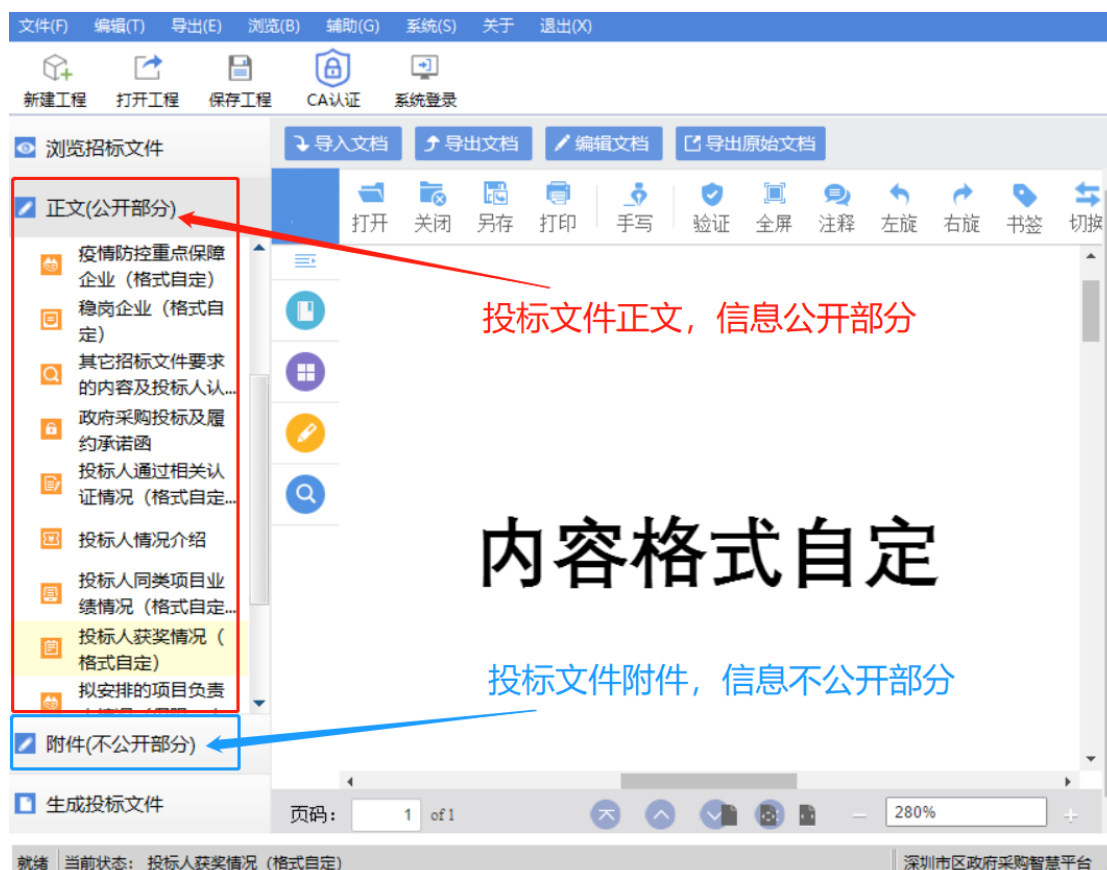 文件(F) 编辑(T) 导出(E) 浏览(B) 辅助(G) 系统(S) 关于 退出(X)
新建工程 打开工程 保存工程 CA认证 系统登录
浏览招标文件
导入文档 导出文档 编辑文档 导出原始文档
正文(公开部分)
打开 关闭 另存 打印 手写 验证 全屏 注释 左旋 右旋 书签 切换
疫情防控重点保障
企业（格式自定）
稳岗企业（格式自
定）
其它招标文件要求
的内容及投标人认...
政府采购投标及履
约承诺函
投标人通过相关认
证情况（格式自定...
投标人情况介绍
投标人同类项目业
绩情况（格式自定...
投标人获奖情况（
格式自定）
拟安排的项目负责
投标文件正文，信息公开部分
内容格式自定
投标文件附件，信息不公开部分
附件(不公开部分)
生成投标文件
页码： 1 of 1 280%
就绪 当前状态： 投标人获奖情况（格式自定） 深圳市区政府采购智慧平台